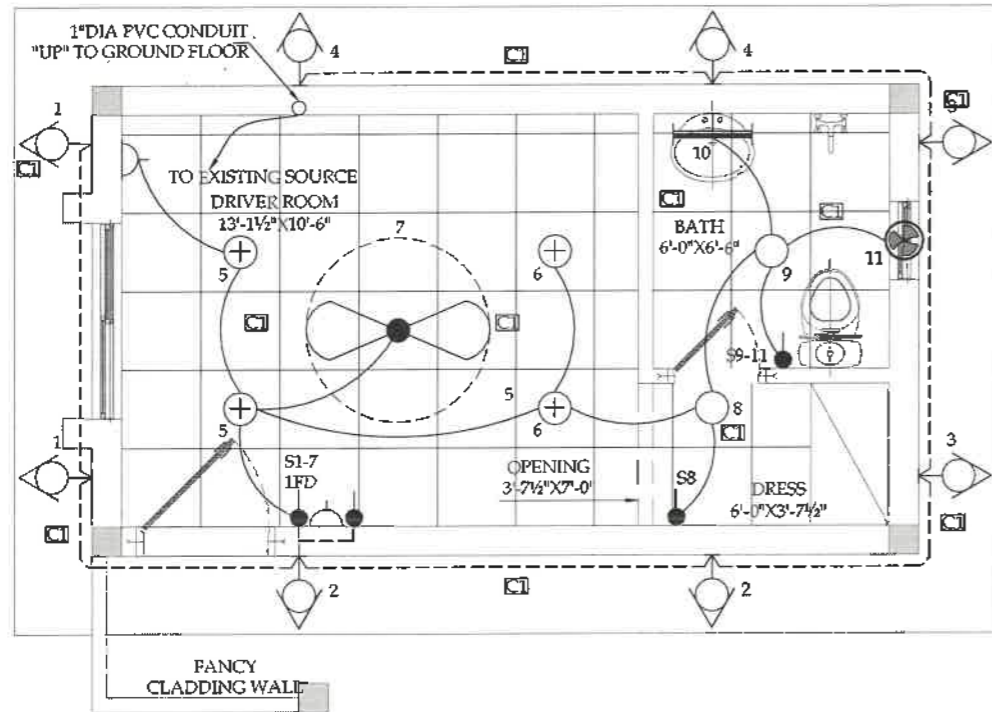 1"DIA PVC CONDUIT
"UP" TO GROUND FLOOR
4
C1
4
1
C1
C1
TO EXISTING SOURCE
DRIVER ROOM
13'-1½"X10'-6"
7
10
C1
BATH
6'-0"X6'-6"
C1
5
6
9
11
C1
C1
S9-11
5
5
6
8
C1
1
S1-7
1FD
OPENING
3'-7½"X7'-0"
S8
DRESS
6'-0"X3'-7½"
3
C1
C1
2
C1
2
FANCY
CLADDING WALL